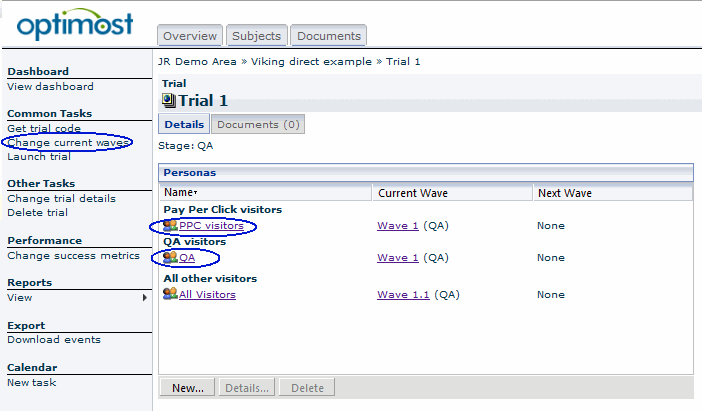 optimost
Overview Subjects Documents
JR Demo Area » Viking direct example » Trial 1
Dashboard
View dashboard
Common Tasks
Get trial code
Change current waves
Launch trial
Other Tasks
Change trial details
Delete trial
Performance
Change success metrics
Reports
View
Export
Download events
Calendar
New task
Trial
Trial 1
Details Documents (0)
Stage: QA
Personas
Name Current Wave Next Wave
Pay Per Click visitors
PPC visitors Wave 1 (QA) None
QA visitors
QA Wave 1 (QA) None
All other visitors
All Visitors Wave 1.1 (QA) None
New... Details... Delete